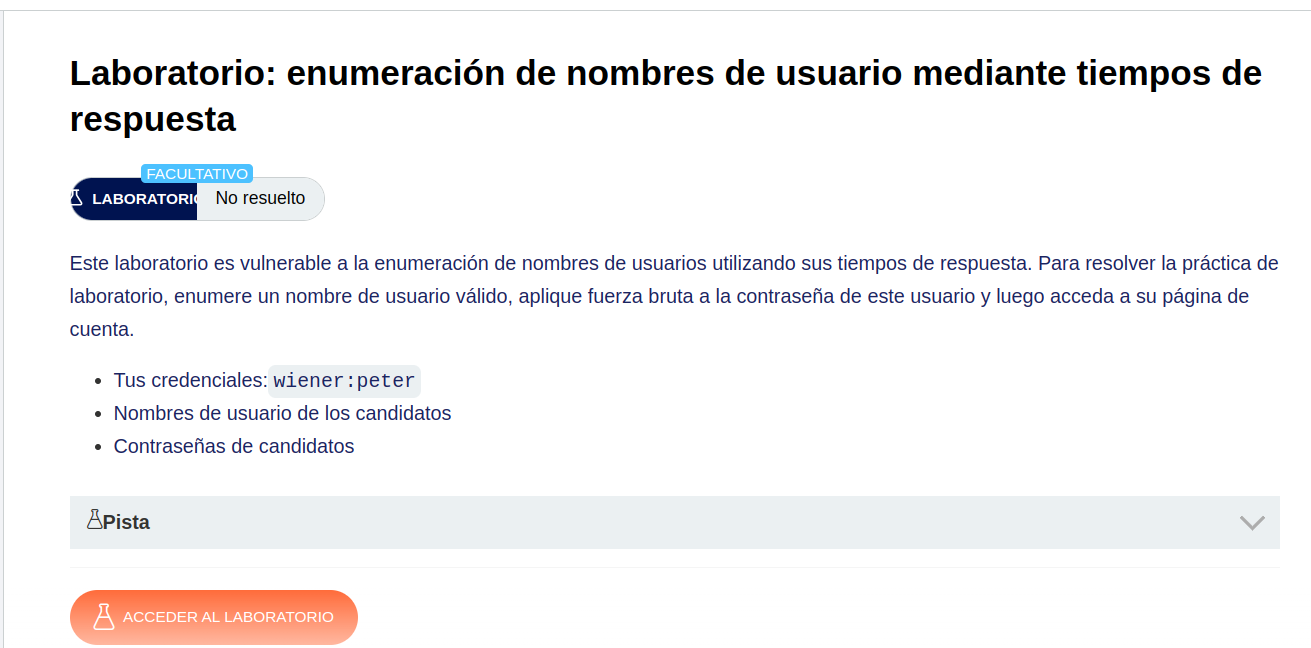 Laboratorio: enumeración de nombres de usuario mediante tiempos de
respuesta
FACULTATIVO
LABORATORIO
No resuelto
Este laboratorio es vulnerable a la enumeración de nombres de usuarios utilizando sus tiempos de respuesta. Para resolver la práctica de
laboratorio, enumere un nombre de usuario válido, aplique fuerza bruta a la contraseña de este usuario y luego acceda a su página de
cuenta.
Tus credenciales: wiener:peter
Nombres de usuario de los candidatos
Contraseñas de candidatos
Pista
ACCEDER AL LABORATORIO